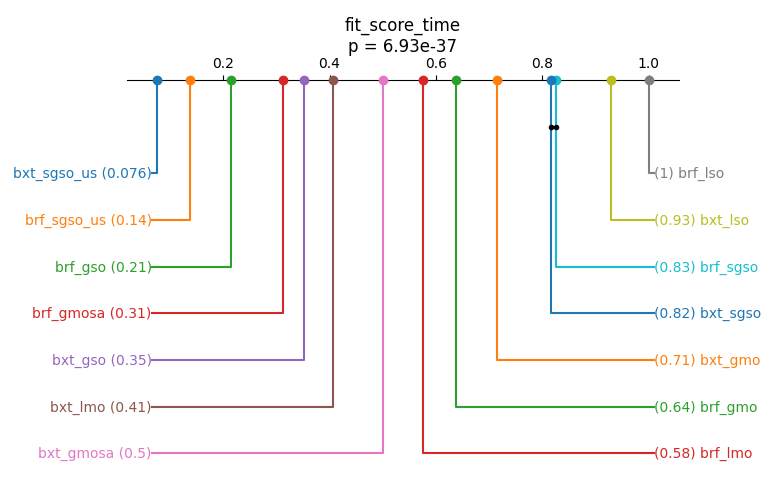 fit_score_time
p = 6.93e-37
0.2 0.4 0.6 0.8 1.0
bxt_sgso_us (0.076) (1) brf_lso
brf_sgso_us (0.14) (0.93) bxt_lso
brf_gso (0.21) (0.83) brf_sgso
brf_gmosa (0.31) (0.82) bxt_sgso
bxt_gso (0.35) (0.71) bxt_gmo
bxt_lmo (0.41) (0.64) brf_gmo
bxt_gmosa (0.5) (0.58) brf_lmo